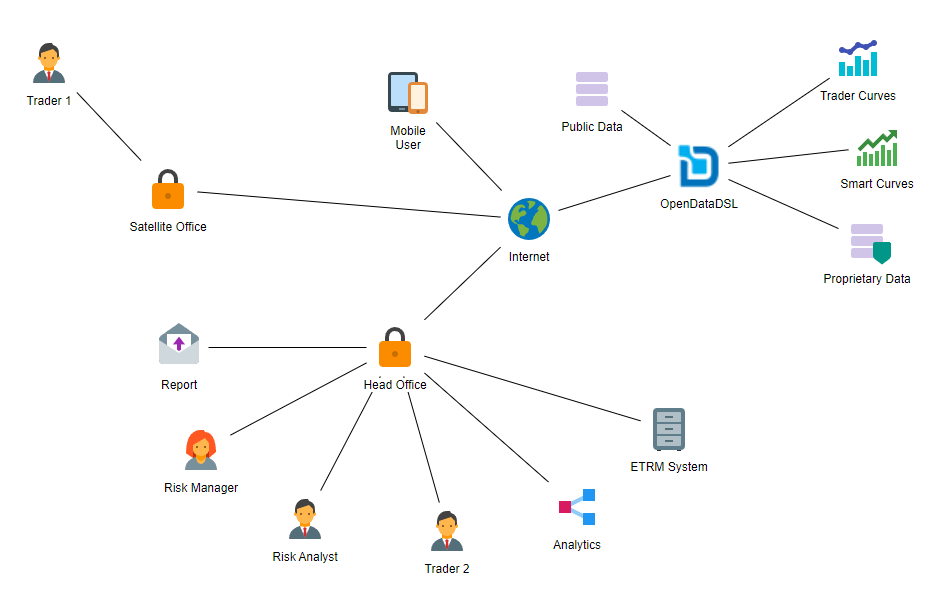 Trader 1
Mobile
User
Public Data
Trader Curves
Smart Curves
OpenDataDSL
Satellite Office
Internet
Proprietary Data
Report
Head Office
ETRM System
Risk Manager
Analytics
Risk Analyst
Trader 2